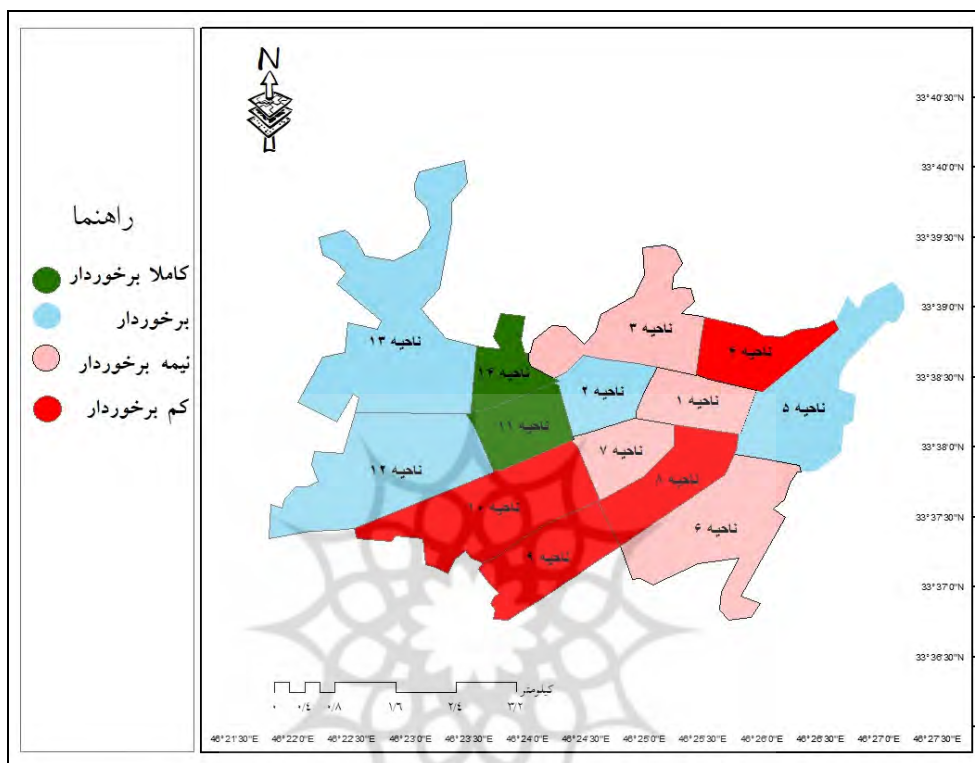 راهنما
کاملا برخوردار
برخوردار
نیمه برخوردار
کم برخوردار
N
ناحیه ۱۳
ناحیه ۱۴
ناحیه ۳
ناحیه ۴
ناحیه ۵
ناحیه ۲
ناحیه ۱
ناحیه ۱۱
ناحیه ۱۲
ناحیه ۷
ناحیه ۸
ناحیه ۱۰
ناحیه ۶
ناحیه ۹
کیلومتر
۰ ۰/۴ ۰/۸ ۱/۶ ۲/۴ ۳/۲
33°40'30"N
33°40'0"N
33°39'30"N
33°39'0"N
33°38'30"N
33°38'0"N
33°37'30"N
33°37'0"N
33°36'30"N
46°21'30"E 46°22'0"E 46°22'30"E 46°23'0"E 46°23'30"E 46°24'0"E 46°24'30"E 46°25'0"E 46°25'30"E 46°26'0"E 46°26'30"E 46°27'0"E 46°27'30"E